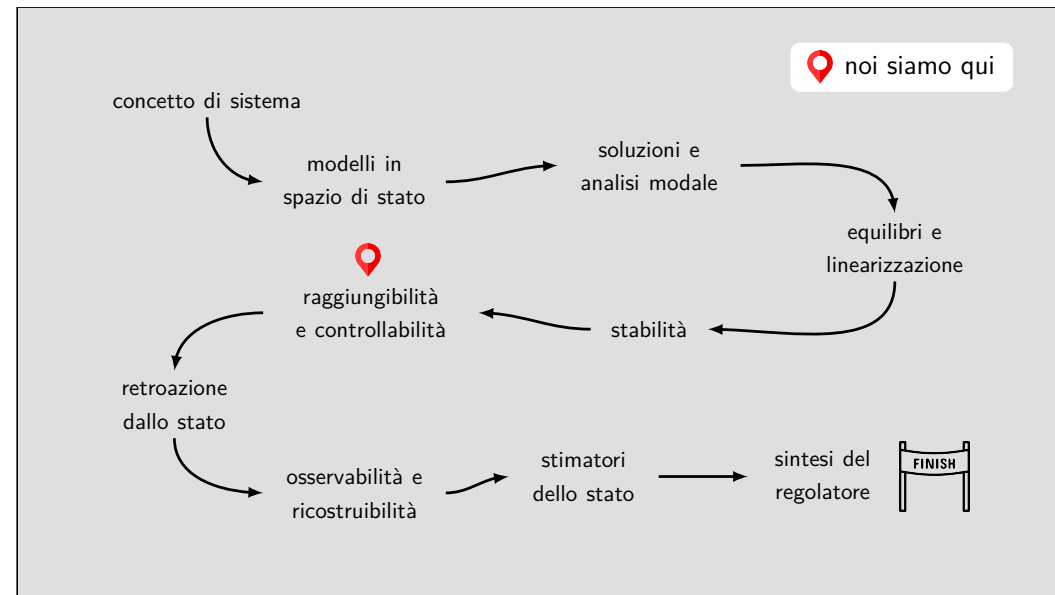 noi siamo qui
concetto di sistema
modelli in
spazio di stato
soluzioni e
analisi modale
equilibri e
linearizzazione
stabilità
raggiungibilità
e controllabilità
retroazione
dallo stato
osservabilità e
ricostruibilità
stimatori
dello stato
sintesi del
regolatore
FINISH